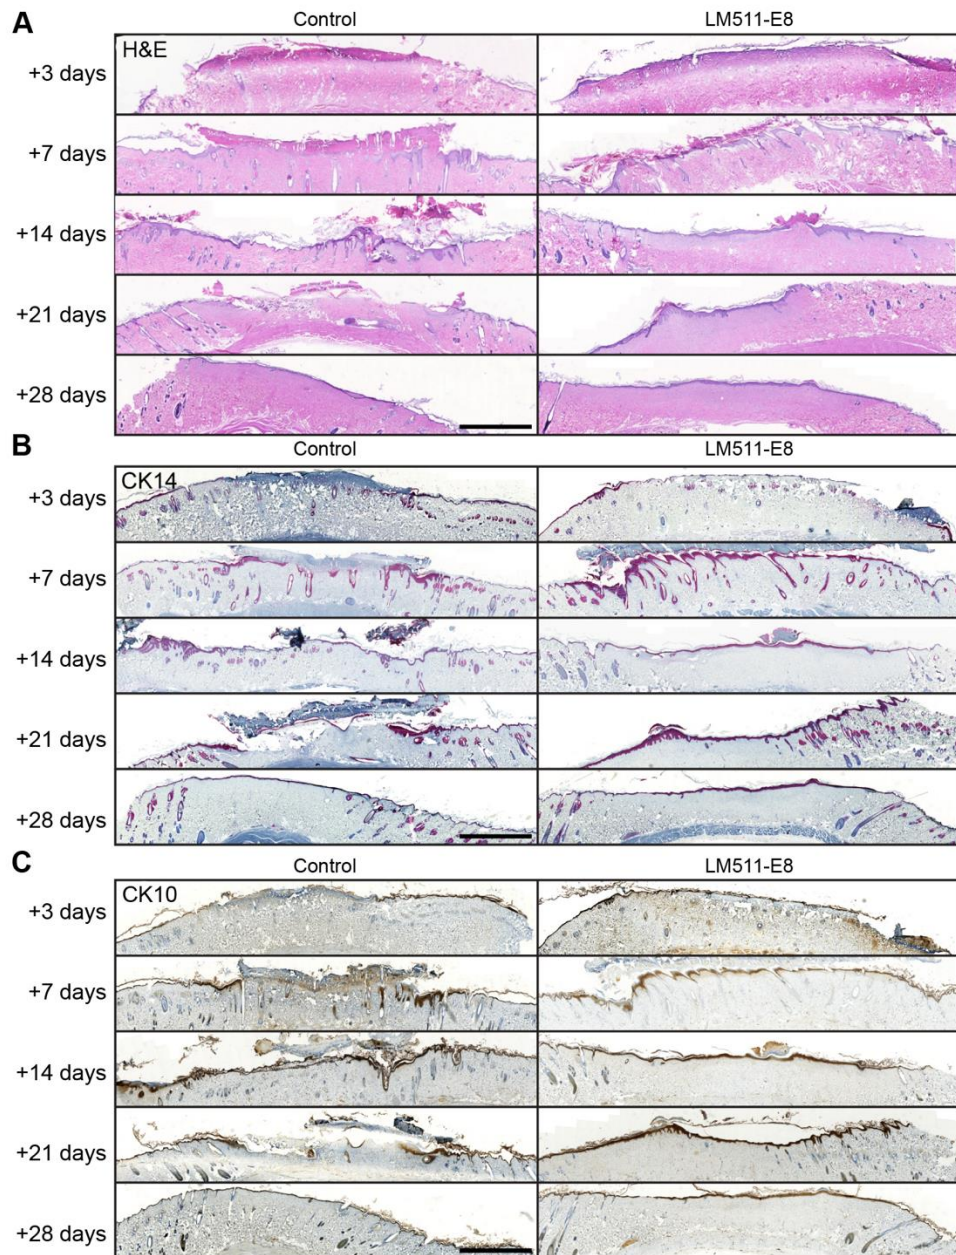 A
Control LM511-E8
H&E
+3 days
+7 days
+14 days
+21 days
+28 days
B
Control LM511-E8
CK14
+3 days
+7 days
+14 days
+21 days
+28 days
C
Control LM511-E8
CK10
+3 days
+7 days
+14 days
+21 days
+28 days